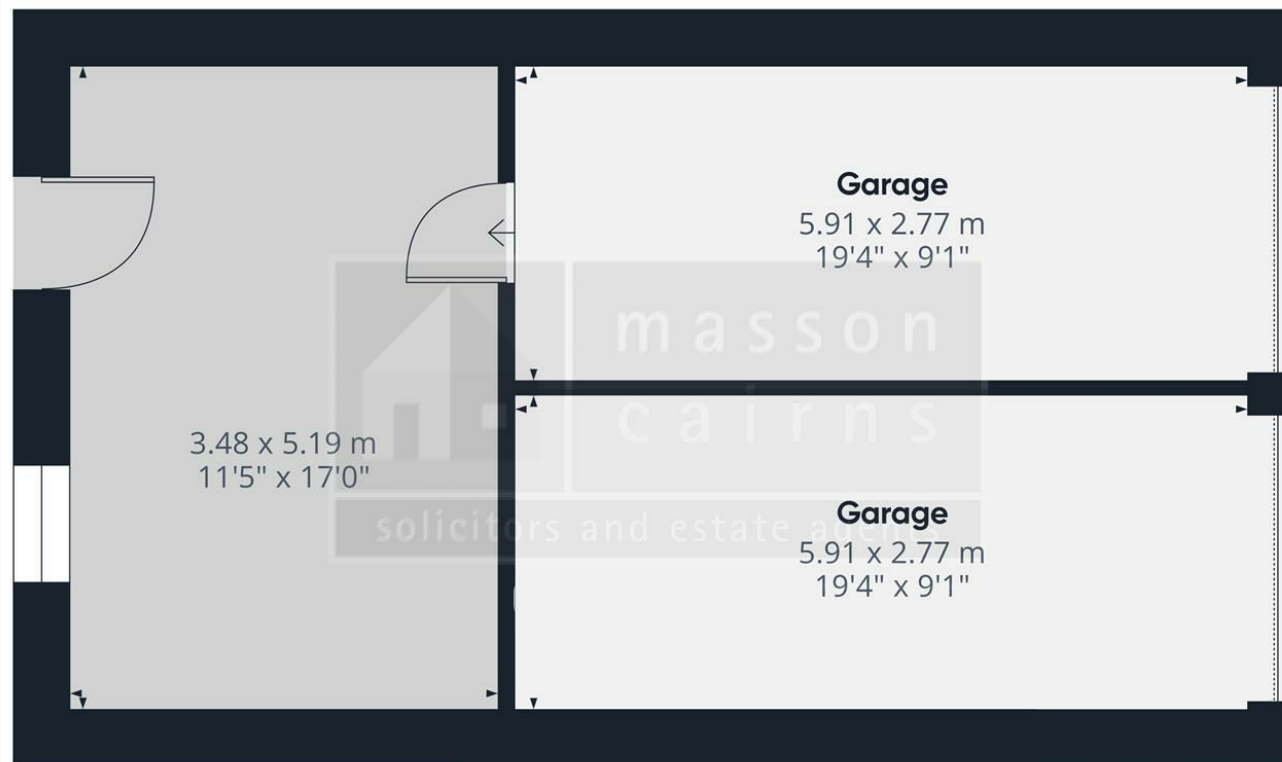 Garage
5.91 x 2.77 m
19'4" x 9'1"
masson
cairns
3.48 x 5.19 m
11'5" x 17'0"
solicitors and estate agents
Garage
5.91 x 2.77 m
19'4" x 9'1"